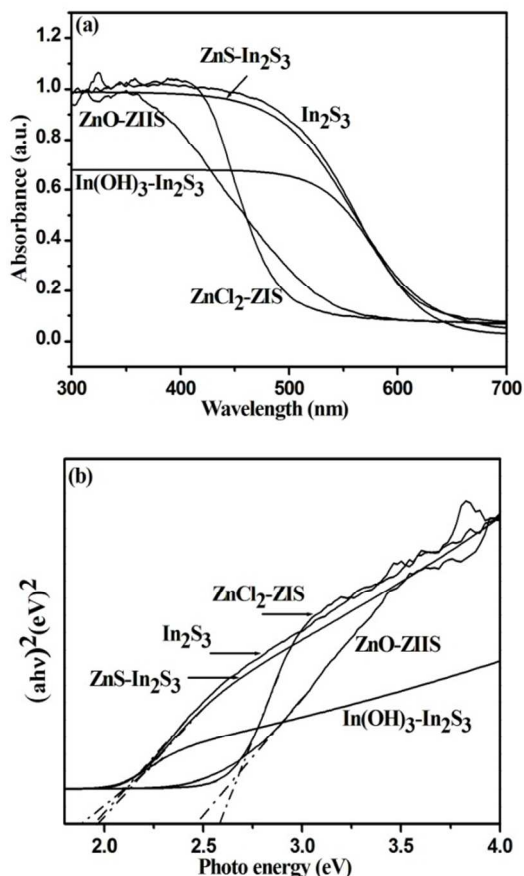 (a)
1.2
1.0
0.8
0.6
0.4
0.2
0.0
Absorbance (a.u.)
ZnS-In2S3
In2S3
ZnO-ZIIS
In(OH)3-In2S3
ZnCl2-ZIS
300 400 500 600 700
Wavelength (nm)
(b)
(ahν)2(eV)2
ZnCl2-ZIS
In2S3
ZnS-In2S3
ZnO-ZIIS
In(OH)3-In2S3
2.0 2.5 3.0 3.5 4.0
Photo energy (eV)